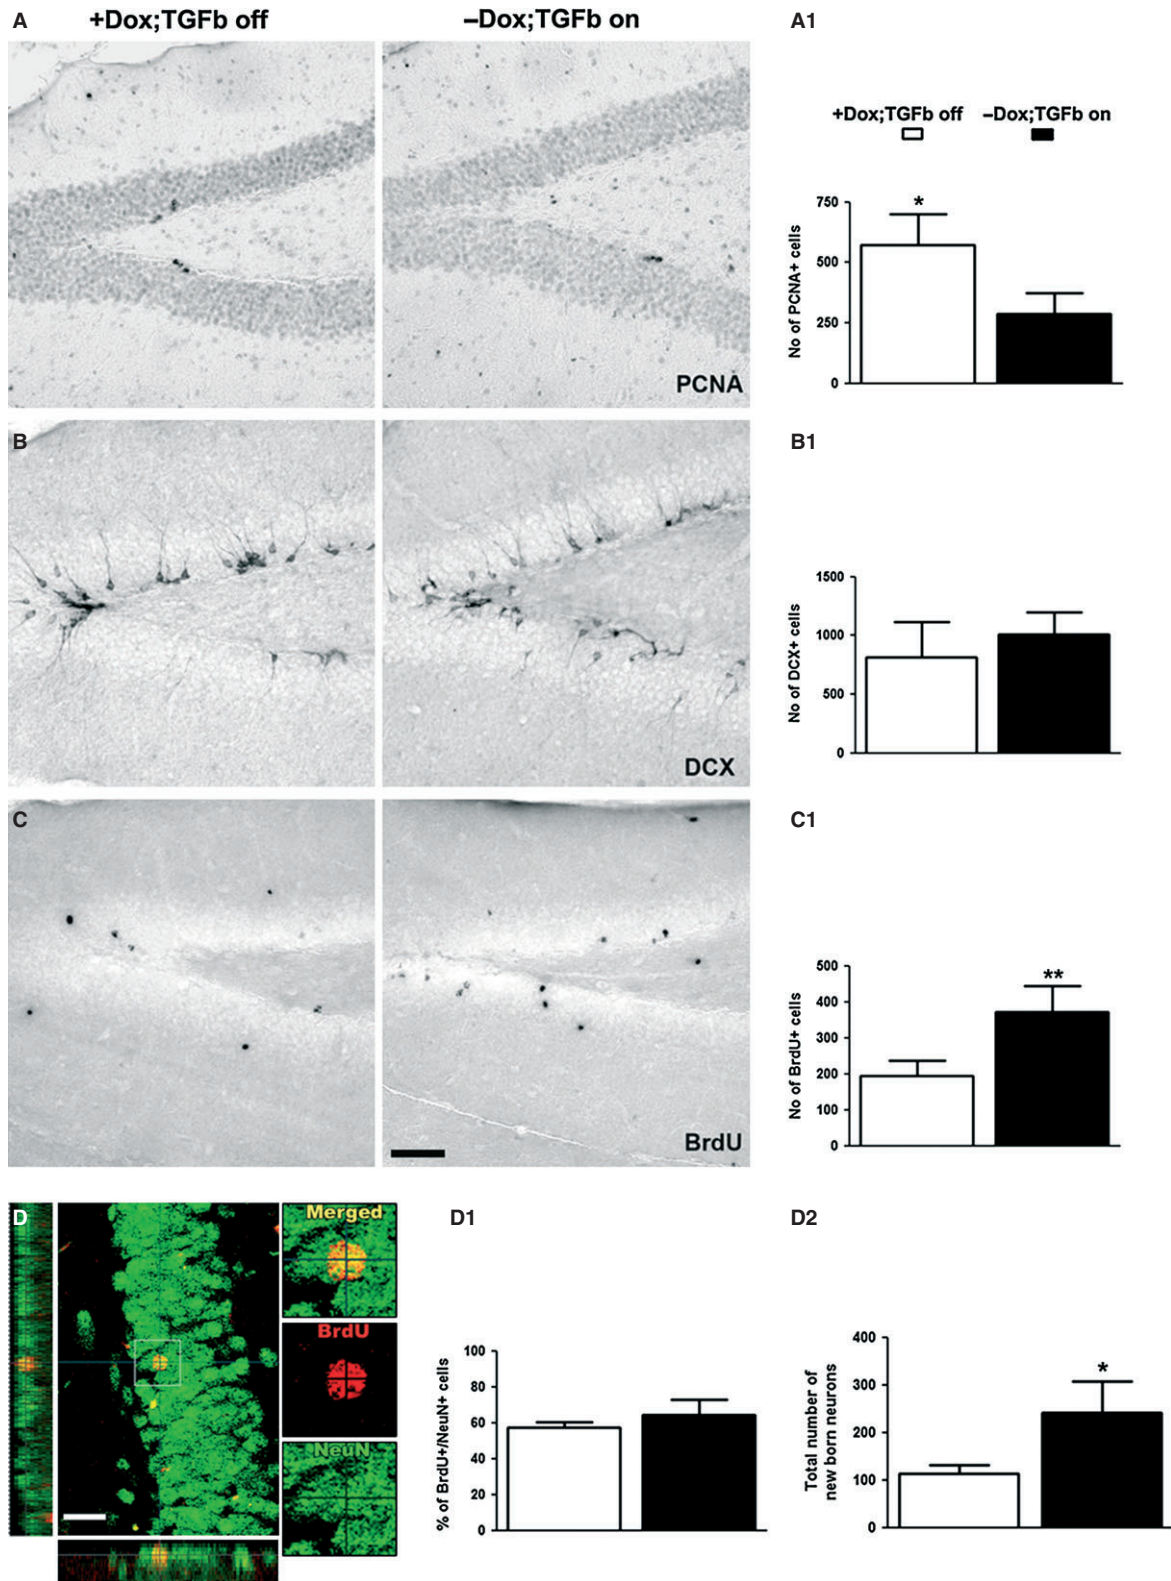 A
+Dox;TGFb off
–Dox;TGFb on
PCNA
A1
+Dox;TGFb off
–Dox;TGFb on
No of PCNA+ cells
750
500
250
0
*
B
DCX
B1
No of DCX+ cells
1500
1000
500
0
C
BrdU
C1
No of BrdU+ cells
500
400
300
200
100
0
**
D
Merged
BrdU
NeuN
D1
% of BrdU+/NeuN+ cells
100
80
60
40
20
0
D2
Total number of
new born neurons
400
300
200
100
0
*